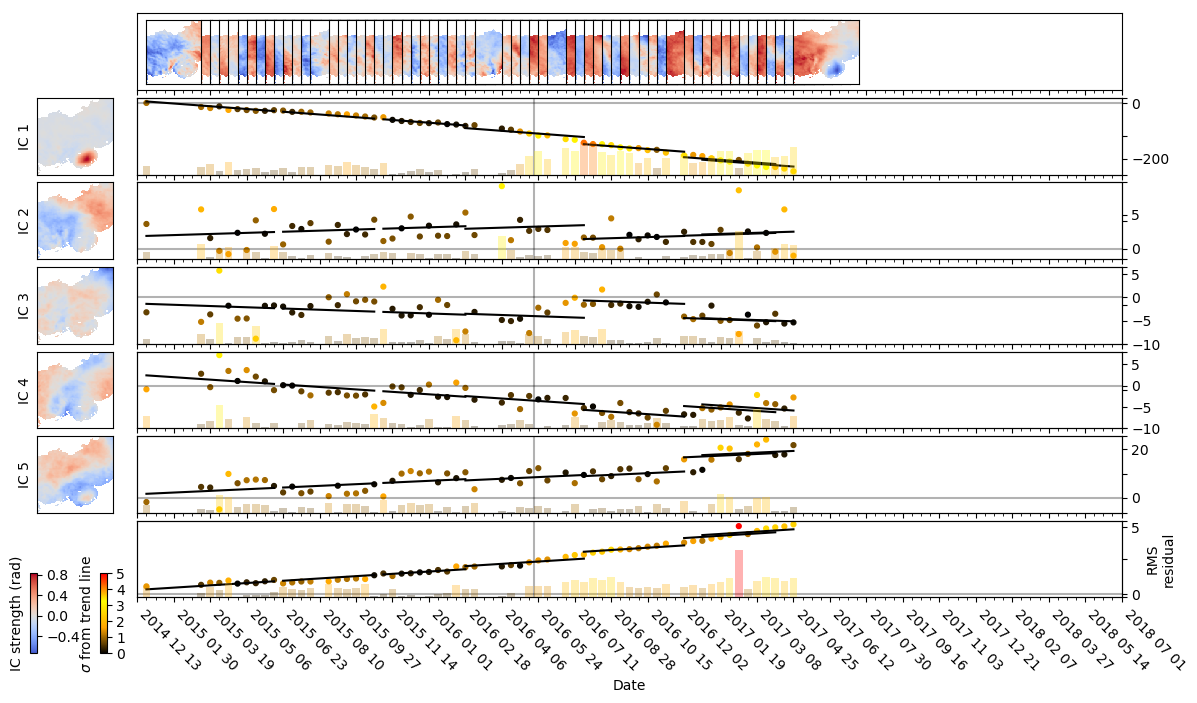 IC 1
0
−200
IC 2
5
0
IC 3
5
0
−5
−10
IC 4
5
0
−5
−10
IC 5
20
0
RMS
residual
5
0
IC strength (rad)
0.8
0.4
0.0
−0.4
σ from trend line
5
4
3
2
1
0
2014 12 13
2015 01 30
2015 03 19
2015 05 06
2015 06 23
2015 08 10
2015 09 27
2015 11 14
2016 01 01
2016 02 18
2016 04 06
2016 05 24
2016 07 11
2016 08 28
2016 10 15
2016 12 02
2017 01 19
2017 03 08
2017 04 25
2017 06 12
2017 07 30
2017 09 16
2017 11 03
2017 12 21
2018 02 07
2018 03 27
2018 05 14
2018 07 01
Date